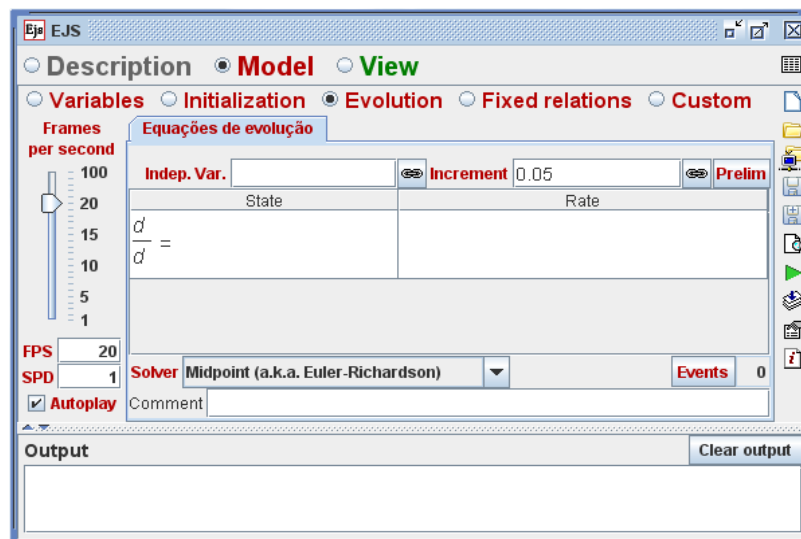 Ejs EJS
Description Model View
Variables Initialization Evolution Fixed relations Custom
Frames
per second
100
20
15
10
5
1
FPS 20
SPD 1
Autoplay
Equações de evolução
Indep. Var. Increment 0.05 Prelim
State Rate
d
d =
Solver Midpoint (a.k.a. Euler-Richardson) Events 0
Comment
Output Clear output